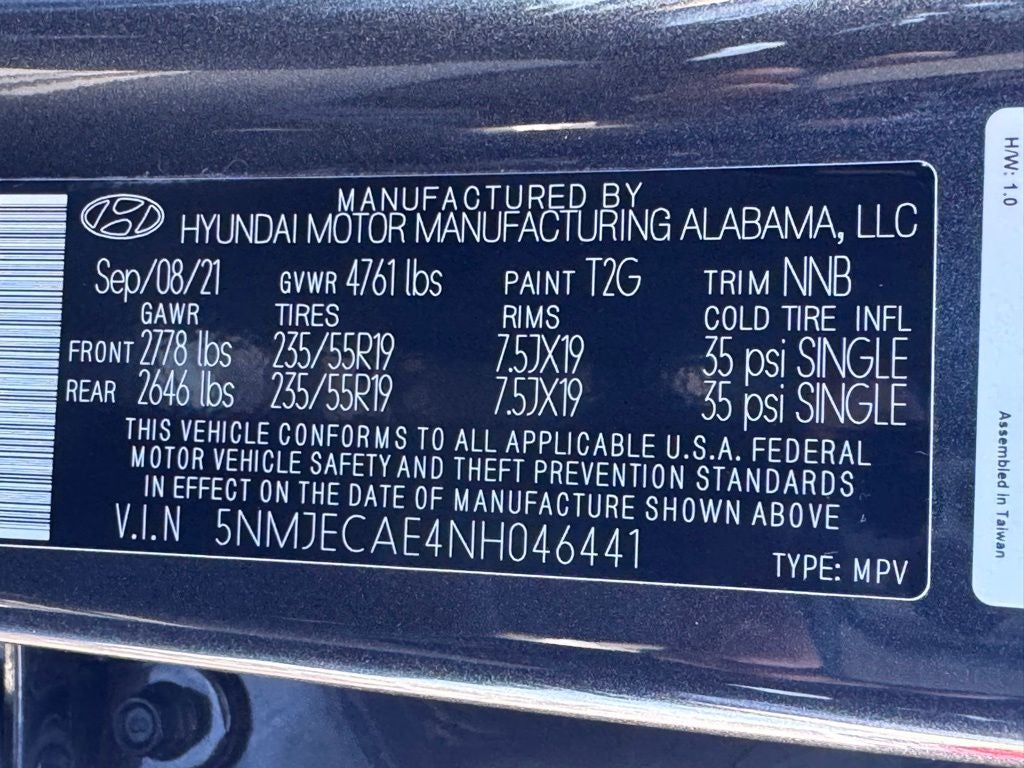 MANUFACTURED BY
HYUNDAI MOTOR MANUFACTURING ALABAMA, LLC
Sep/08/21 GVWR 4761 lbs PAINT T2G TRIM NNB
GAWR TIRES RIMS COLD TIRE INFL
FRONT 2778 lbs 235/55R19 7.5JX19 35 psi SINGLE
REAR 2646 lbs 235/55R19 7.5JX19 35 psi SINGLE
THIS VEHICLE CONFORMS TO ALL APPLICABLE U.S.A. FEDERAL
MOTOR VEHICLE SAFETY AND THEFT PREVENTION STANDARDS
IN EFFECT ON THE DATE OF MANUFACTURE SHOWN ABOVE
V.I.N 5NMJECAE4NH046441
TYPE: MPV
H/W: 1.0
Assembled in Taiwan